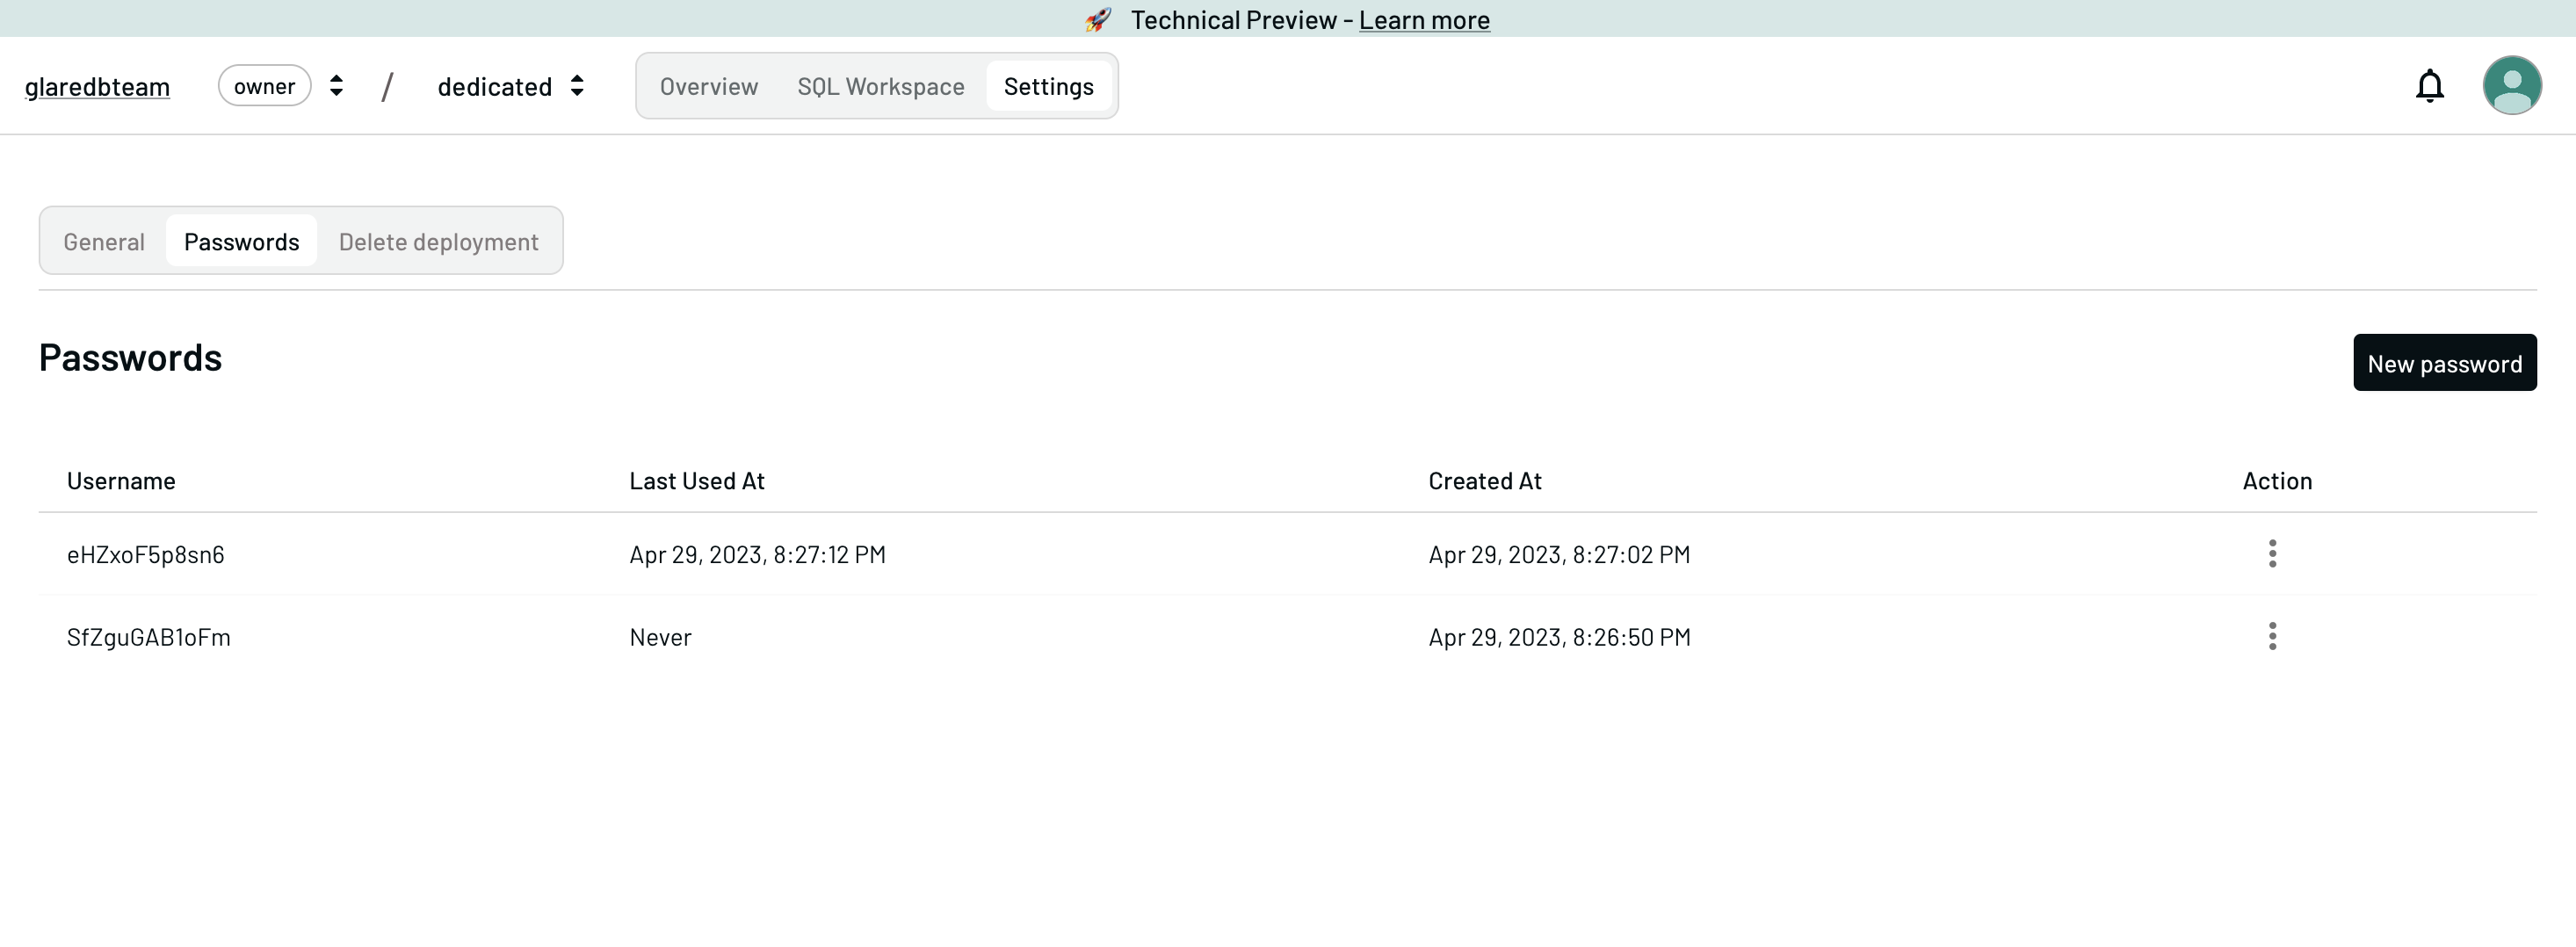 🚀 Technical Preview - Learn more
glaredbteam owner / dedicated Overview SQL Workspace Settings
General Passwords Delete deployment
Passwords New password
Username Last Used At Created At Action
eHZxoF5p8sn6 Apr 29, 2023, 8:27:12 PM Apr 29, 2023, 8:27:02 PM
SfZguGAB1oFm Never Apr 29, 2023, 8:26:50 PM